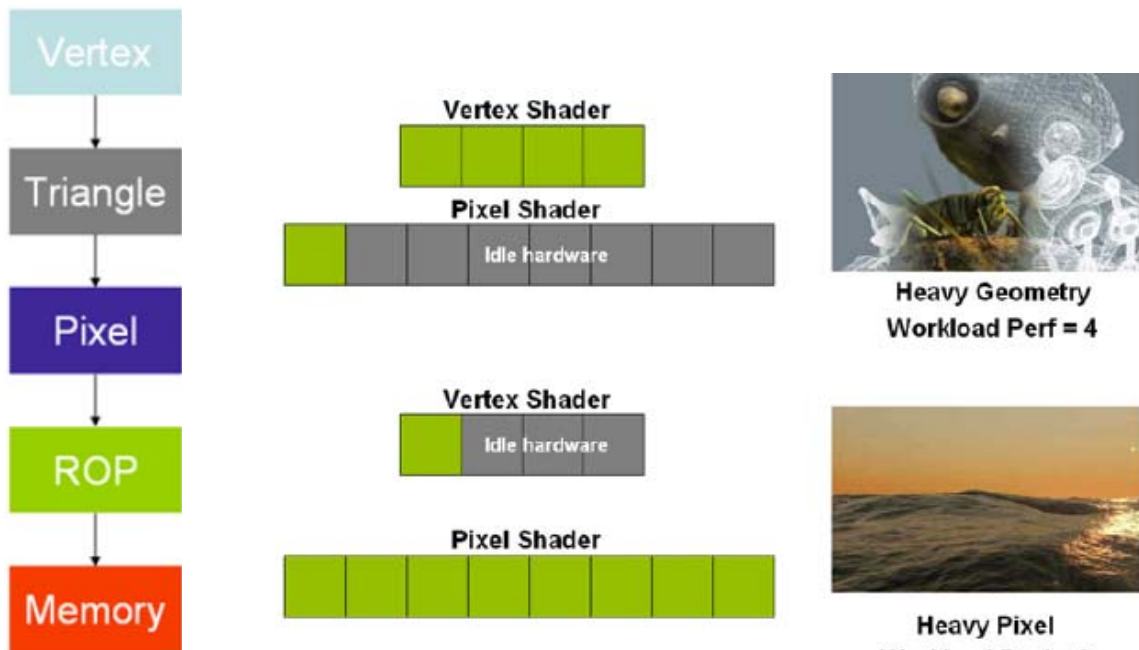 Vertex
Triangle
Pixel
ROP
Memory
Vertex Shader
Pixel Shader
Idle hardware
Heavy Geometry
Workload Perf = 4
Vertex Shader
Idle hardware
Pixel Shader
Heavy Pixel